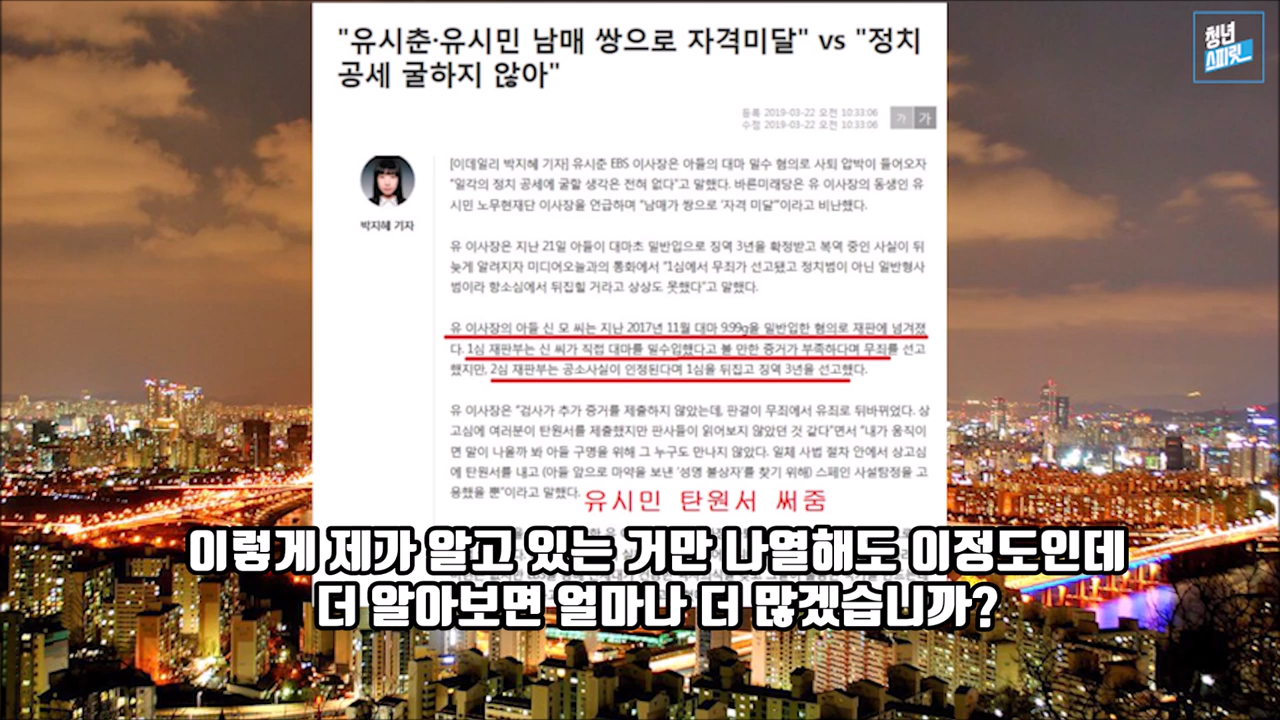 "유시춘·유시민 남매 쌍으로 자격미달" vs "정치
공세 굴하지 않아"
청년
스피릿
등록 2019-03-22 오전 10:33:06
수정 2019-03-22 오전 10:33:06
가 가
박지혜 기자
[이데일리 박지혜 기자] 유시춘 EBS 이사장은 아들의 대마 밀수 혐의로 사퇴 압박이 들어오자
"일각의 정치 공세에 굴할 생각은 전혀 없다"고 말했다. 바른미래당은 유 이사장의 동생인 유
시민 노무현재단 이사장을 언급하며 "남매가 쌍으로 '자격 미달'"이라고 비난했다.
유 이사장은 지난 21일 아들이 대마초 밀반입으로 징역 3년을 확정받고 복역 중인 사실이 뒤
늦게 알려지자 미디어오늘과의 통화에서 "1심에서 무죄가 선고됐고 정치범이 아닌 일반형사
범이라 항소심에서 뒤집힐 거라고 상상도 못했다"고 말했다.
유 이사장의 아들 신 모 씨는 지난 2017년 11월 대마 9.99g을 밀반입한 혐의로 재판에 넘겨졌
다. 1심 재판부는 신 씨가 직접 대마를 밀수입했다고 볼 만한 증거가 부족하다며 무죄를 선고
했지만, 2심 재판부는 공소사실이 인정된다며 1심을 뒤집고 징역 3년을 선고했다.
유 이사장은 "검사가 추가 증거를 제출하지 않았는데, 판결이 무죄에서 유죄로 뒤바뀌었다. 상
고심에 여러분이 탄원서를 제출했지만 판사들이 읽어보지 않았던 것 같다"면서 "내가 움직이
면 말이 나올까 봐 아들 구명을 위해 그 누구도 만나지 않았다. 일체 사법 절차 안에서 상고심
에 탄원서를 내고 (아들 앞으로 마약을 보낸 '성명 불상자'를 찾기 위해) 스페인 사설탐정을 고
용했을 뿐"이라고 말했다.
유시민 탄원서 써줌
이렇게 제가 알고 있는 거만 나열해도 이정도인데
더 알아보면 얼마나 더 많겠습니까?